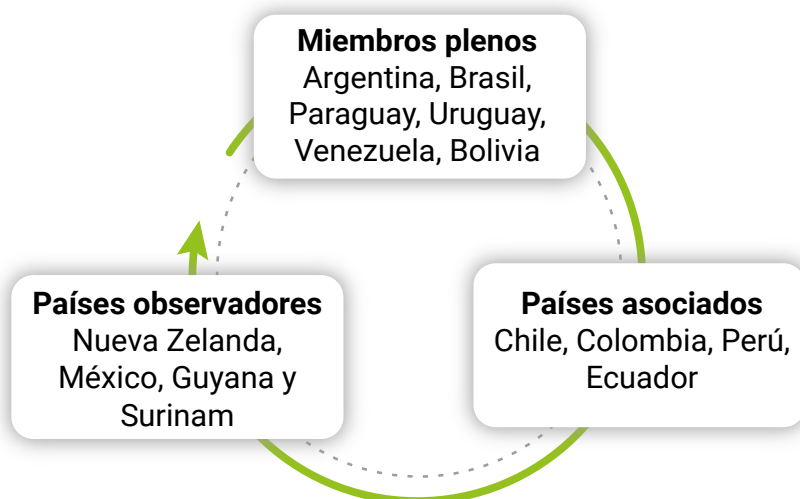 Miembros plenos
Argentina, Brasil,
Paraguay, Uruguay,
Venezuela, Bolivia
Países observadores
Nueva Zelanda,
México, Guyana y
Surinam
Países asociados
Chile, Colombia, Perú,
Ecuador